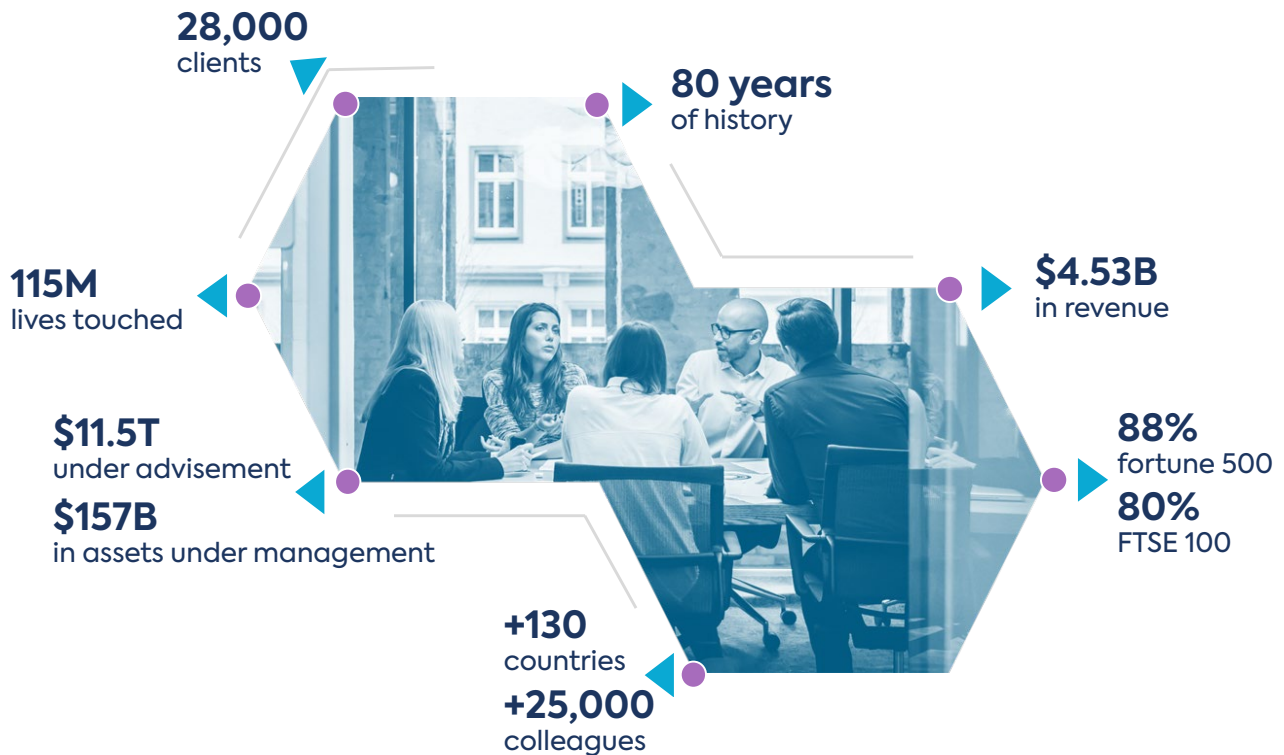 28,000
clients
80 years
of history
115M
lives touched
$4.53B
in revenue
$11.5T
under advisement
$157B
in assets under management
88%
fortune 500
80%
FTSE 100
+130
countries
+25,000
colleagues